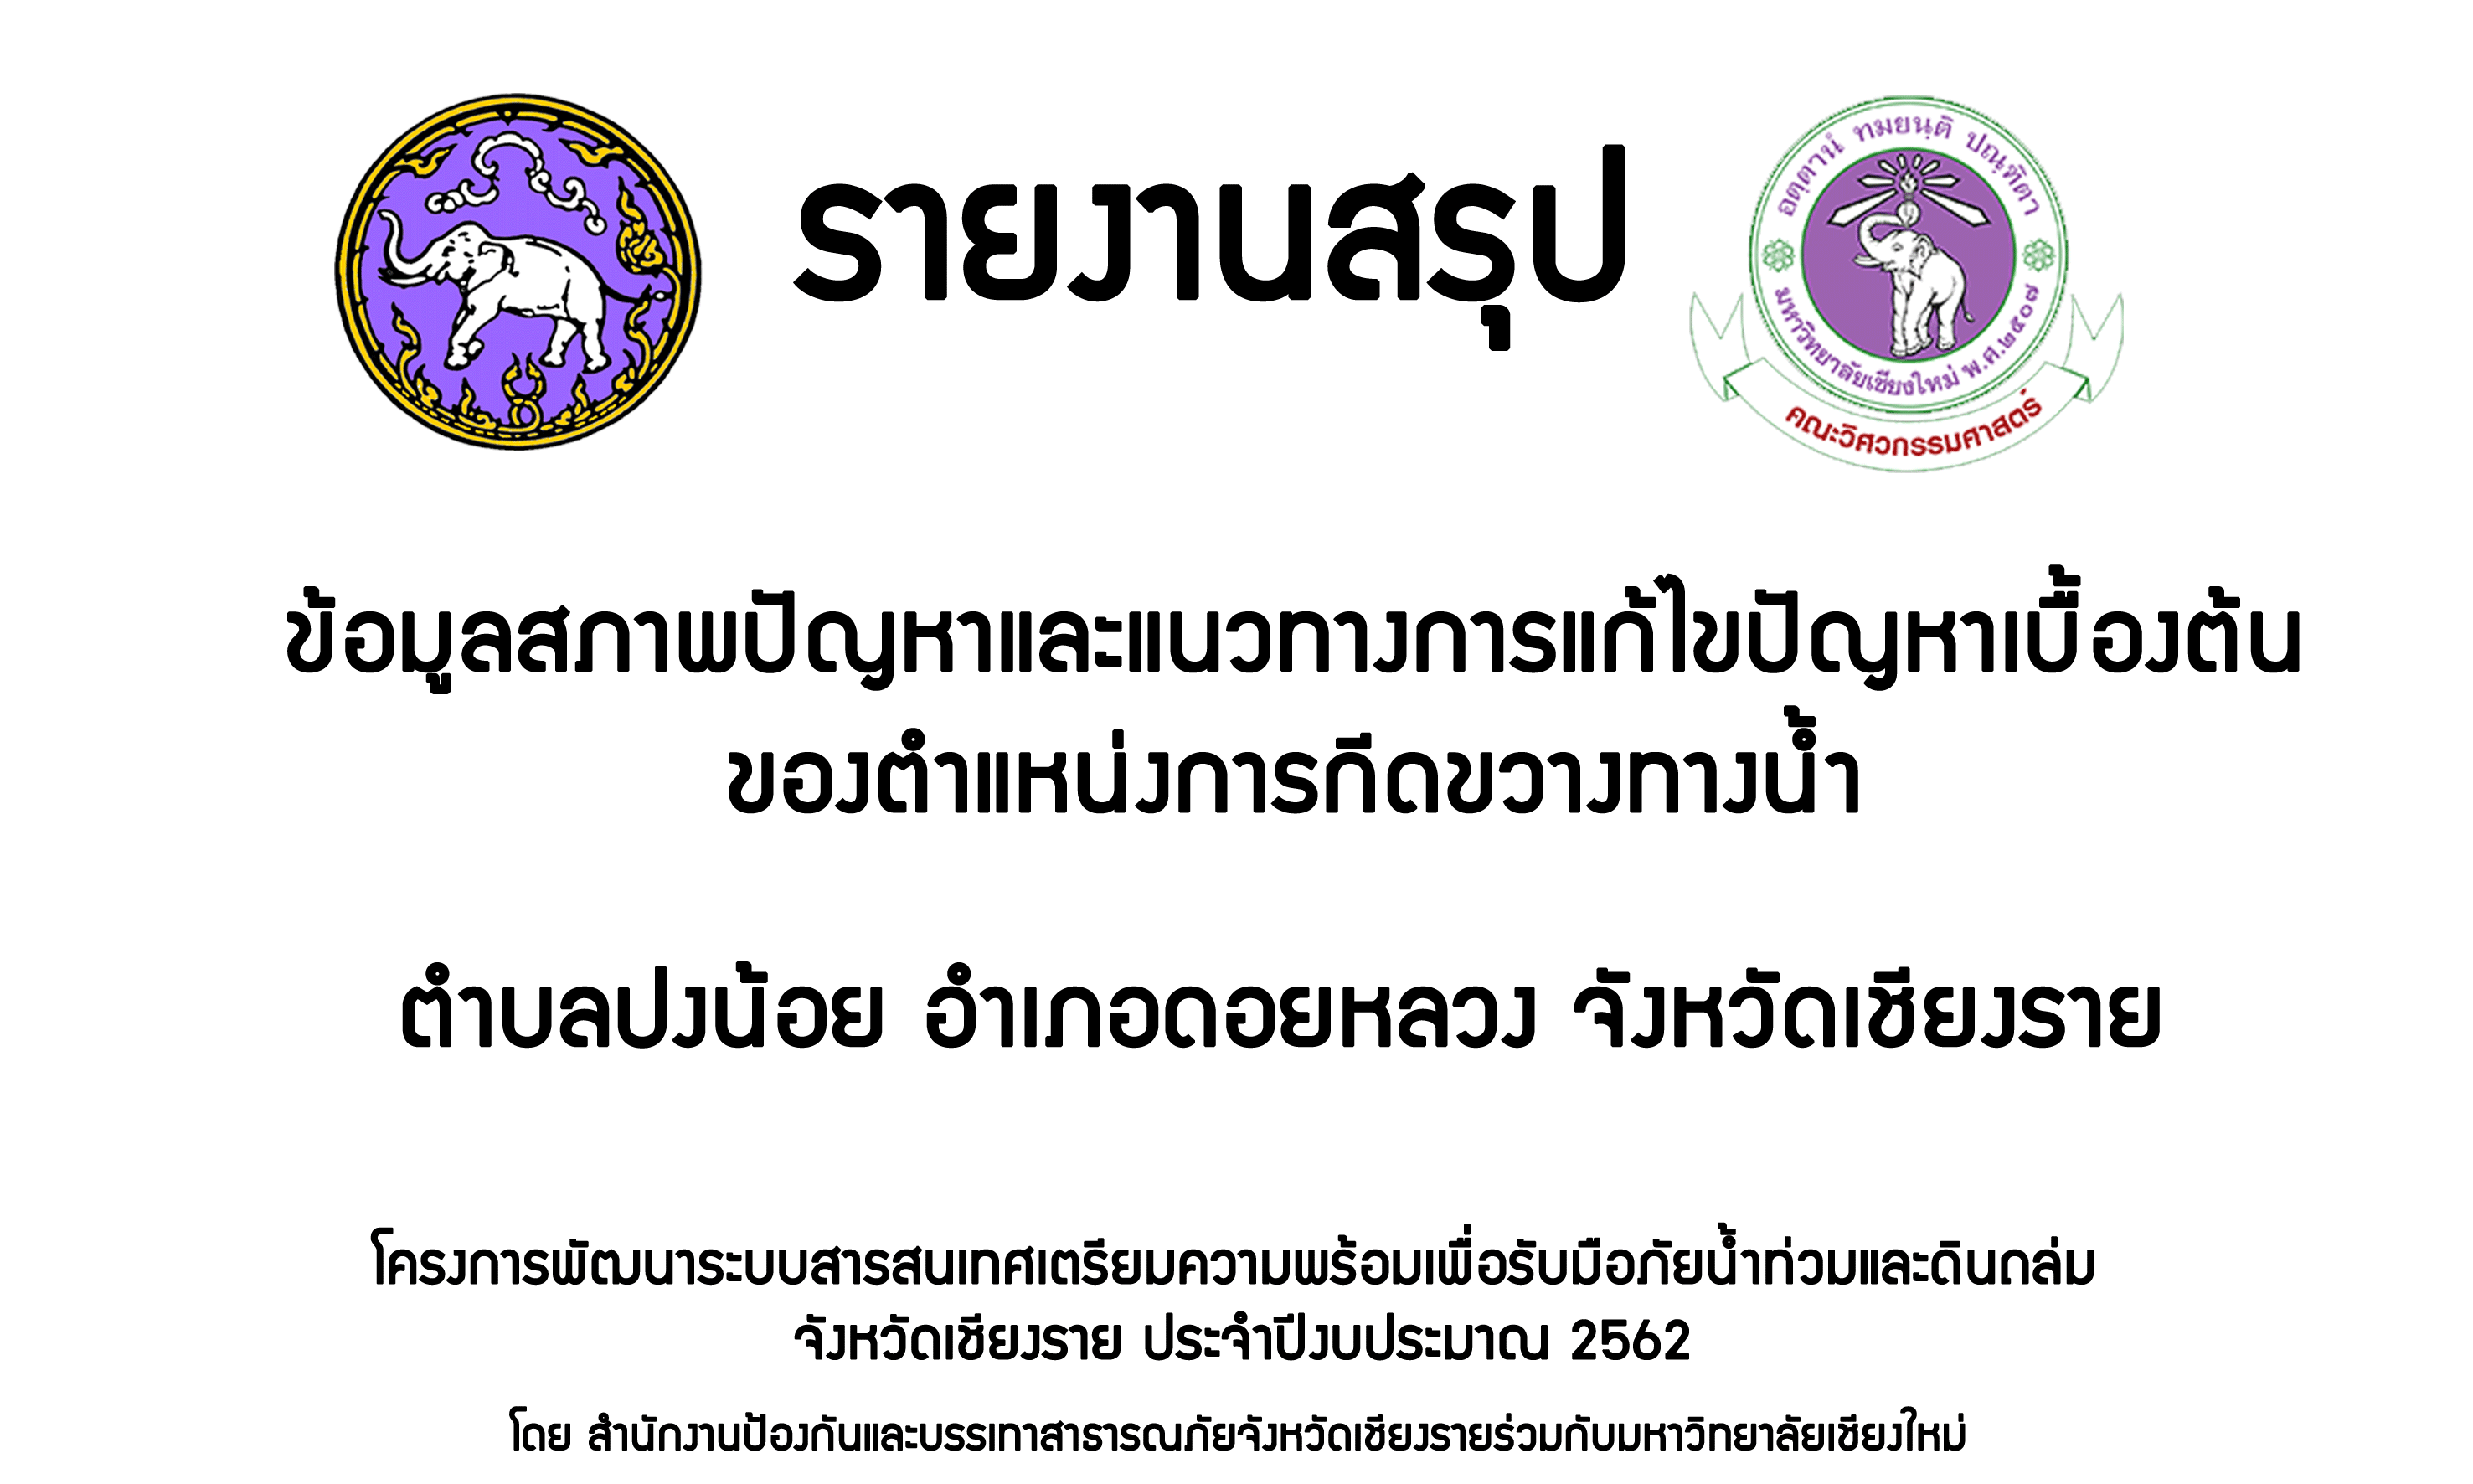 รายงานสรุป
อตฺตานํ ทมยนฺติ ปณฺฑิตา
มหาวิทยาลัยเชียงใหม่ พ.ศ.๒๕๐๗
คณะวิศวกรรมศาสตร์
ข้อมูลสภาพปัญหาและแนวทางการแก้ไขปัญหาเบื้องต้น
ของตำแหน่งการกีดขวางทางน้ำ
ตำบลปงน้อย อำเภอดอยหลวง จังหวัดเชียงราย
โครงการพัฒนาระบบสารสนเทศเตรียมความพร้อมเพื่อรับมือภัยน้ำท่วมและดินถล่ม
จังหวัดเชียงราย ประจำปีงบประมาณ 2562
โดย สำนักงานป้องกันและบรรเทาสาธารณภัยจังหวัดเชียงรายร่วมกับมหาวิทยาลัยเชียงใหม่